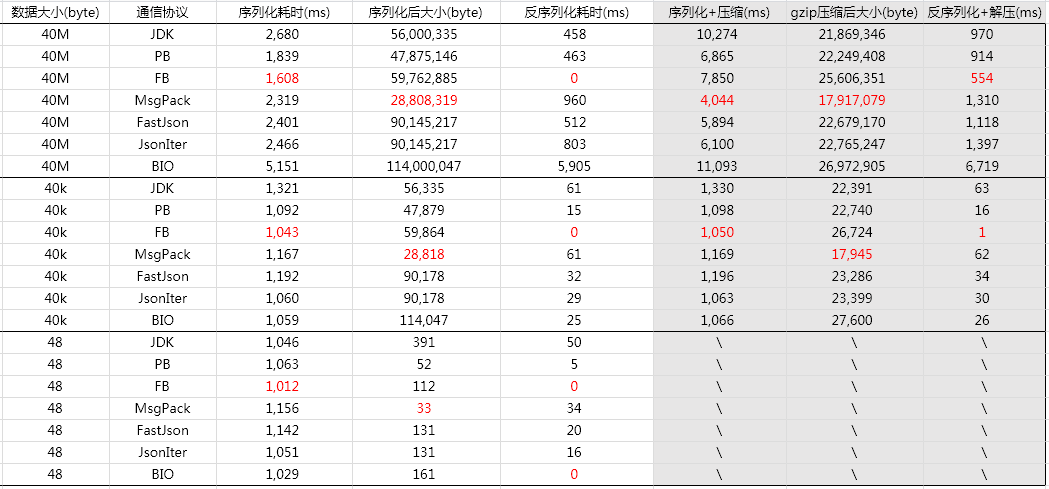 数据大小(byte) 通信协议 序列化耗时(ms) 序列化后大小(byte) 反序列化耗时(ms) 序列化+压缩(ms) gzip压缩后大小(byte) 反序列化+解压(ms)
40M JDK 2,680 56,000,335 458 10,274 21,869,346 970
40M PB 1,839 47,875,146 463 6,865 22,249,408 914
40M FB 1,608 59,762,885 0 7,850 25,606,351 554
40M MsgPack 2,319 28,808,319 960 4,044 17,917,079 1,310
40M FastJson 2,401 90,145,217 512 5,894 22,679,170 1,118
40M JsonIter 2,466 90,145,217 803 6,100 22,765,247 1,397
40M BIO 5,151 114,000,047 5,905 11,093 26,972,905 6,719
40k JDK 1,321 56,335 61 1,330 22,391 63
40k PB 1,092 47,879 15 1,098 22,740 16
40k FB 1,043 59,864 0 1,050 26,724 1
40k MsgPack 1,167 28,818 61 1,169 17,945 62
40k FastJson 1,192 90,178 32 1,196 23,286 34
40k JsonIter 1,060 90,178 29 1,063 23,399 30
40k BIO 1,059 114,047 25 1,066 27,600 26
48 JDK 1,046 391 50 \ \ \
48 PB 1,063 52 5 \ \ \
48 FB 1,012 112 0 \ \ \
48 MsgPack 1,156 33 34 \ \ \
48 FastJson 1,142 131 20 \ \ \
48 JsonIter 1,051 131 16 \ \ \
48 BIO 1,029 161 0 \ \ \